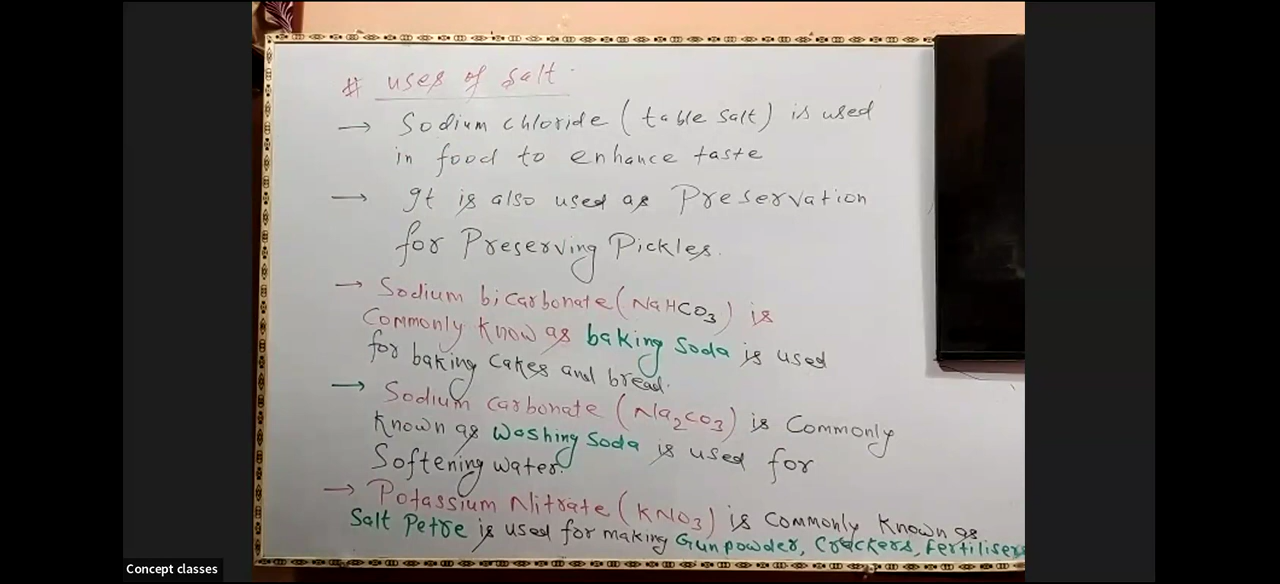 # uses of salt.
→ Sodium chloride (table salt) is used
in food to enhance taste
→ It is also used as Preservation
for Preserving Pickles.
→ Sodium bicarbonate (NaHCO3) is
Commonly Know as baking Soda is used
for baking Cakes and bread.
→ Sodium Carbonate (Na2CO3) is Commonly
Known as Washing Soda is used for
Softening water.
→ Potassium Nitrate (KNO3) is Commonly Known as
Salt Petre is used for making Gunpowder, Crackers, Fertilisers
Concept classes